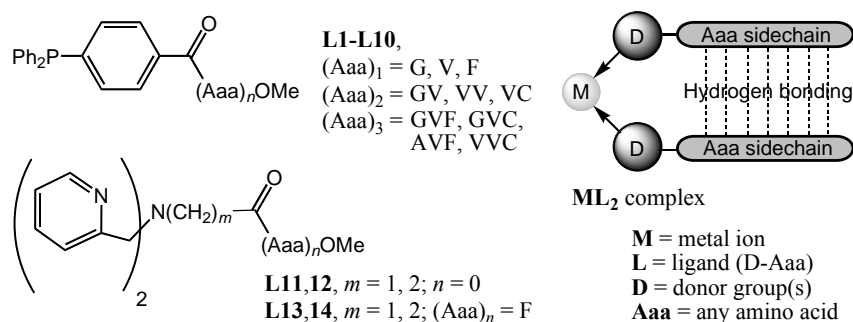 O
Ph2P
(Aaa)nOMe
L1-L10,
(Aaa)1 = G, V, F
(Aaa)2 = GV, VV, VC
(Aaa)3 = GVF, GVC,
AVF, VVC
N
N(CH2)m
O
(Aaa)nOMe
2
L11,12, m = 1, 2; n = 0
L13,14, m = 1, 2; (Aaa)n = F
D
Aaa sidechain
M
Hydrogen bonding
D
Aaa sidechain
ML2 complex
M = metal ion
L = ligand (D-Aaa)
D = donor group(s)
Aaa = any amino acid